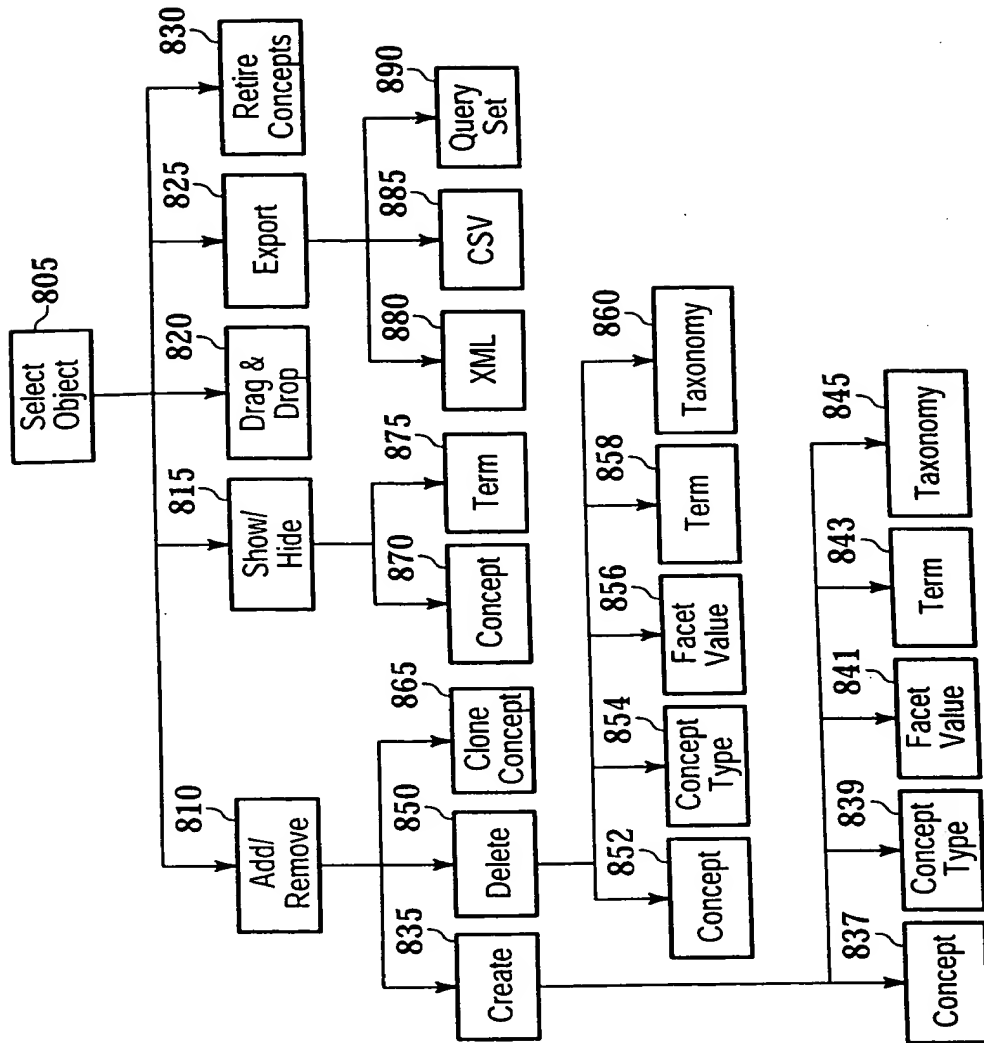 805
Select
Object
810
Add/
Remove
815
Show/
Hide
820
Drag &
Drop
825
Export
830
Retire
Concepts
835
Create
850
Delete
865
Clone
Concept
870
Concept
875
Term
880
XML
885
CSV
890
Query
Set
852
Concept
854
Concept
Type
856
Facet
Value
858
Term
860
Taxonomy
837
Concept
839
Concept
Type
841
Facet
Value
843
Term
845
Taxonomy